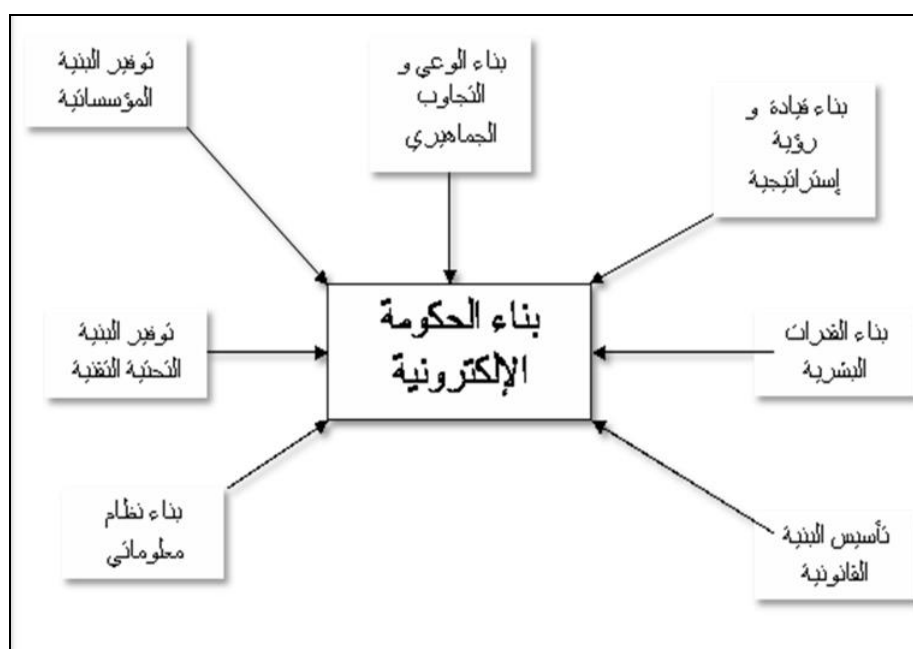 توفير البنية
المؤسساتية
بناء الوعي و
التجاوب
الجماهيري
بناء قيادة و
رؤية
إستراتيجية
بناء الحكومة
الإلكترونية
توفير البنية
التحتية التقنية
بناء القدرات
البشرية
بناء نظام
معلوماتي
تأسيس البنية
القانونية